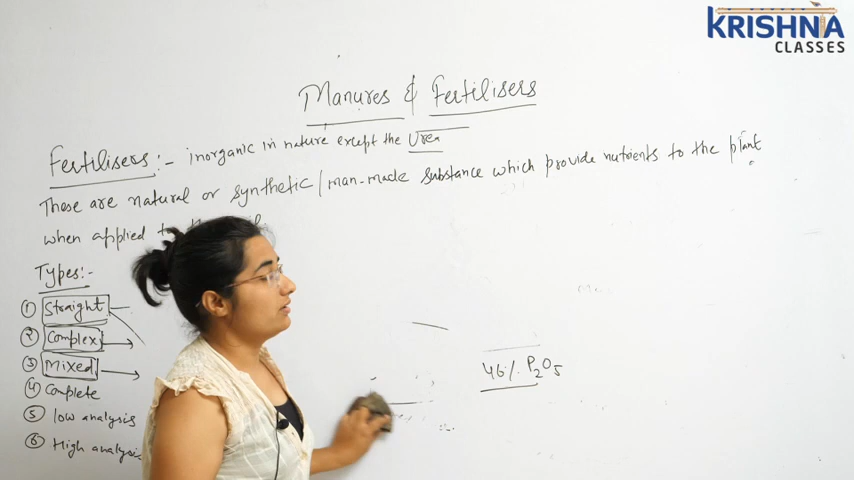 KRISHNA
CLASSES
Manures & Fertilisers
Fertilisers:- inorganic in nature except the Urea
These are natural or synthetic/man-made substance which provide nutrients to the plant
when applied to
Types:-
① Straight
② Complex
③ Mixed
④ Complete
⑤ low analysis
⑥ High analysis
46% P2O5